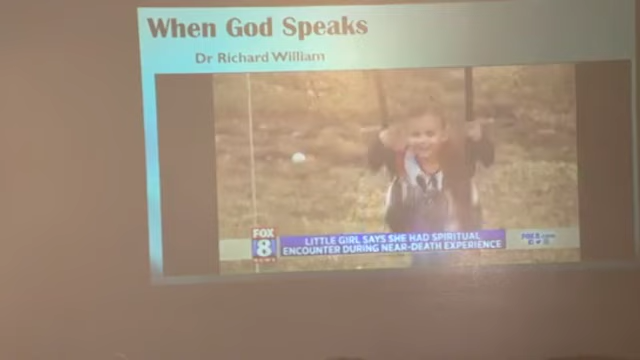 When God Speaks
Dr Richard William
FOX
8
NEWS
LITTLE GIRL SAYS SHE HAD SPIRITUAL
ENCOUNTER DURING NEAR-DEATH EXPERIENCE